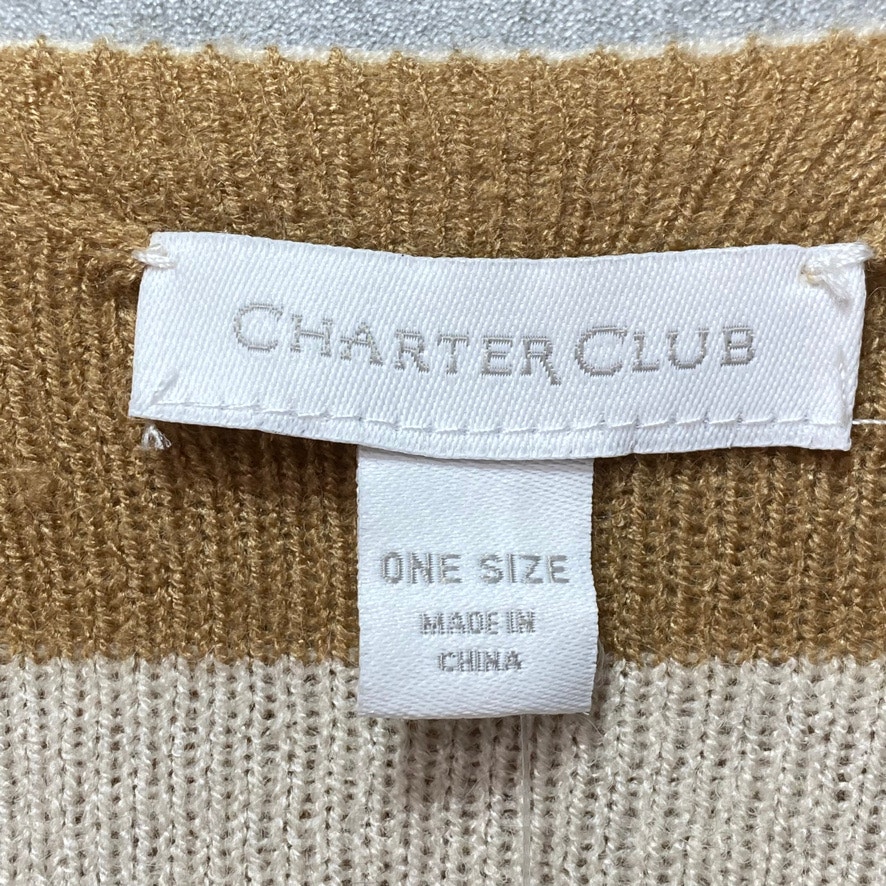 CHARTER CLUB
ONE SIZE
MADE IN
CHINA